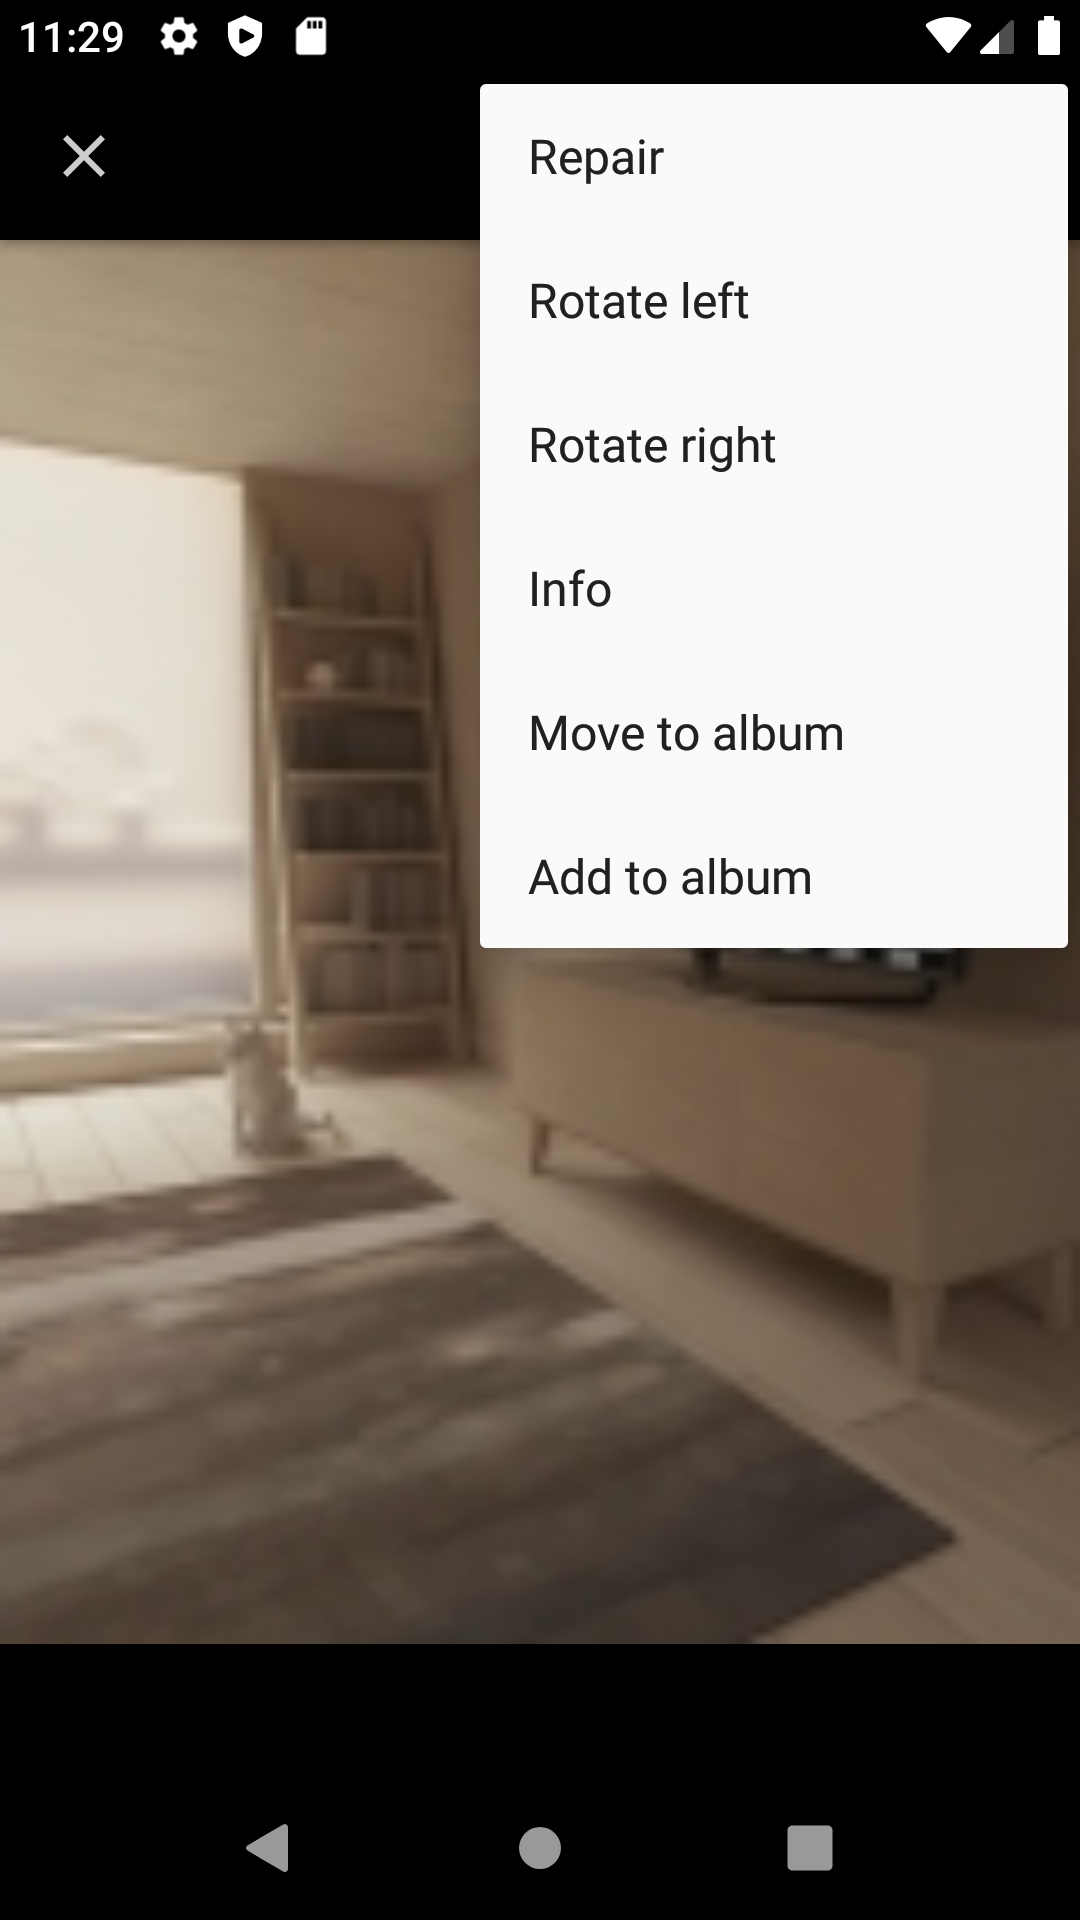 11:29
Repair
Rotate left
Rotate right
Info
Move to album
Add to album